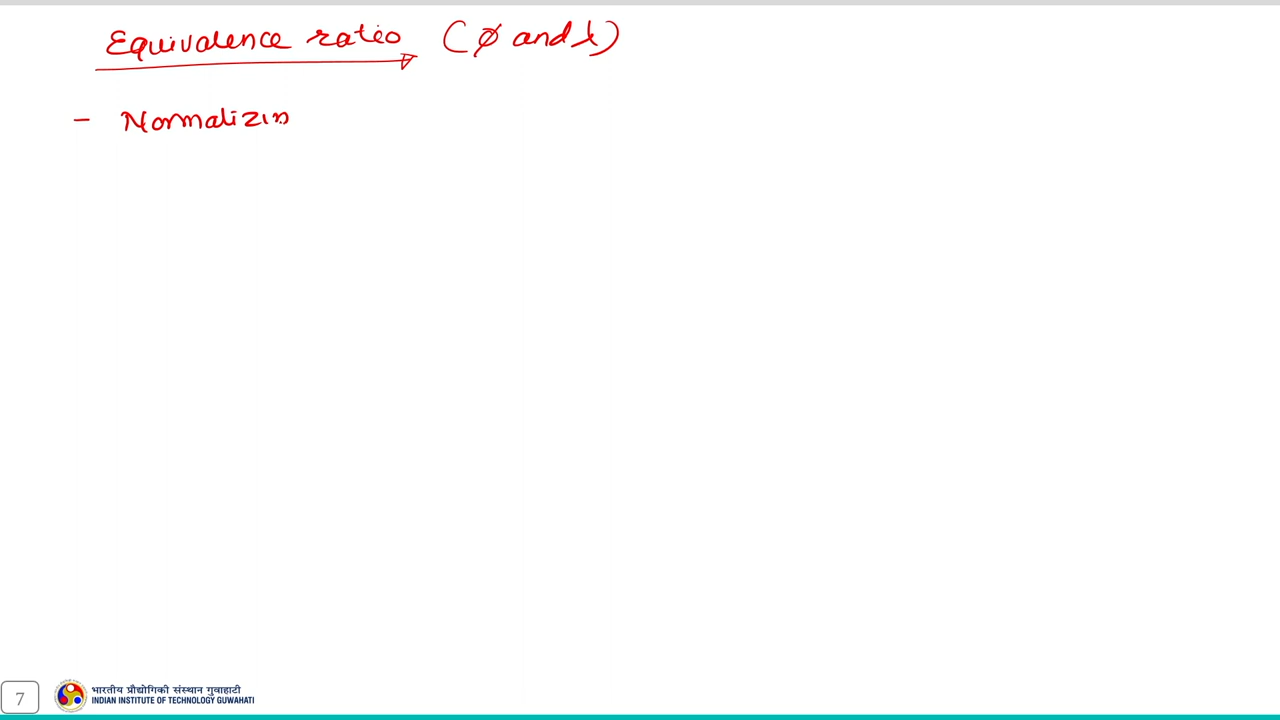 Equivalence ratio (φ and λ)
- Normalizin
7
भारतीय प्रौद्योगिकी संस्थान गुवाहाटी
INDIAN INSTITUTE OF TECHNOLOGY GUWAHATI